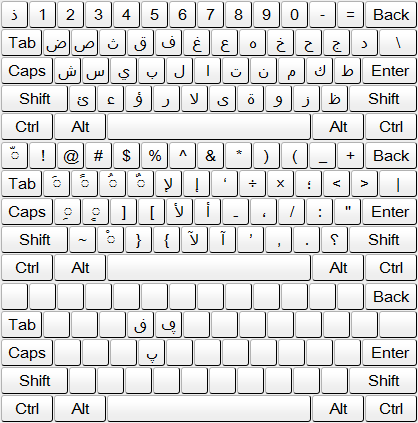 ذ 1 2 3 4 5 6 7 8 9 0 - = Back
Tab ض ص ث ق ف غ ع ه خ ح ج د \
Caps ش س ي ب ل ا ت ن م ك ط Enter
Shift ئ ء ؤ ر لا ى ة و ز ظ Shift
Ctrl Alt Alt Ctrl
◌ّ ! @ # $ % ^ & * ) ( _ + Back
Tab ◌َ ◌ً ◌ُ ◌ٌ لإ إ ‘ ÷ × ؛ < > |
Caps ◌ِ ◌ٍ ] [ لأ أ ـ ، / : " Enter
Shift ~ ◌ْ } { لآ آ ’ , . ؟ Shift
Ctrl Alt Alt Ctrl
Back
Tab ڧ ڥ
Caps پ Enter
Shift Shift
Ctrl Alt Alt Ctrl